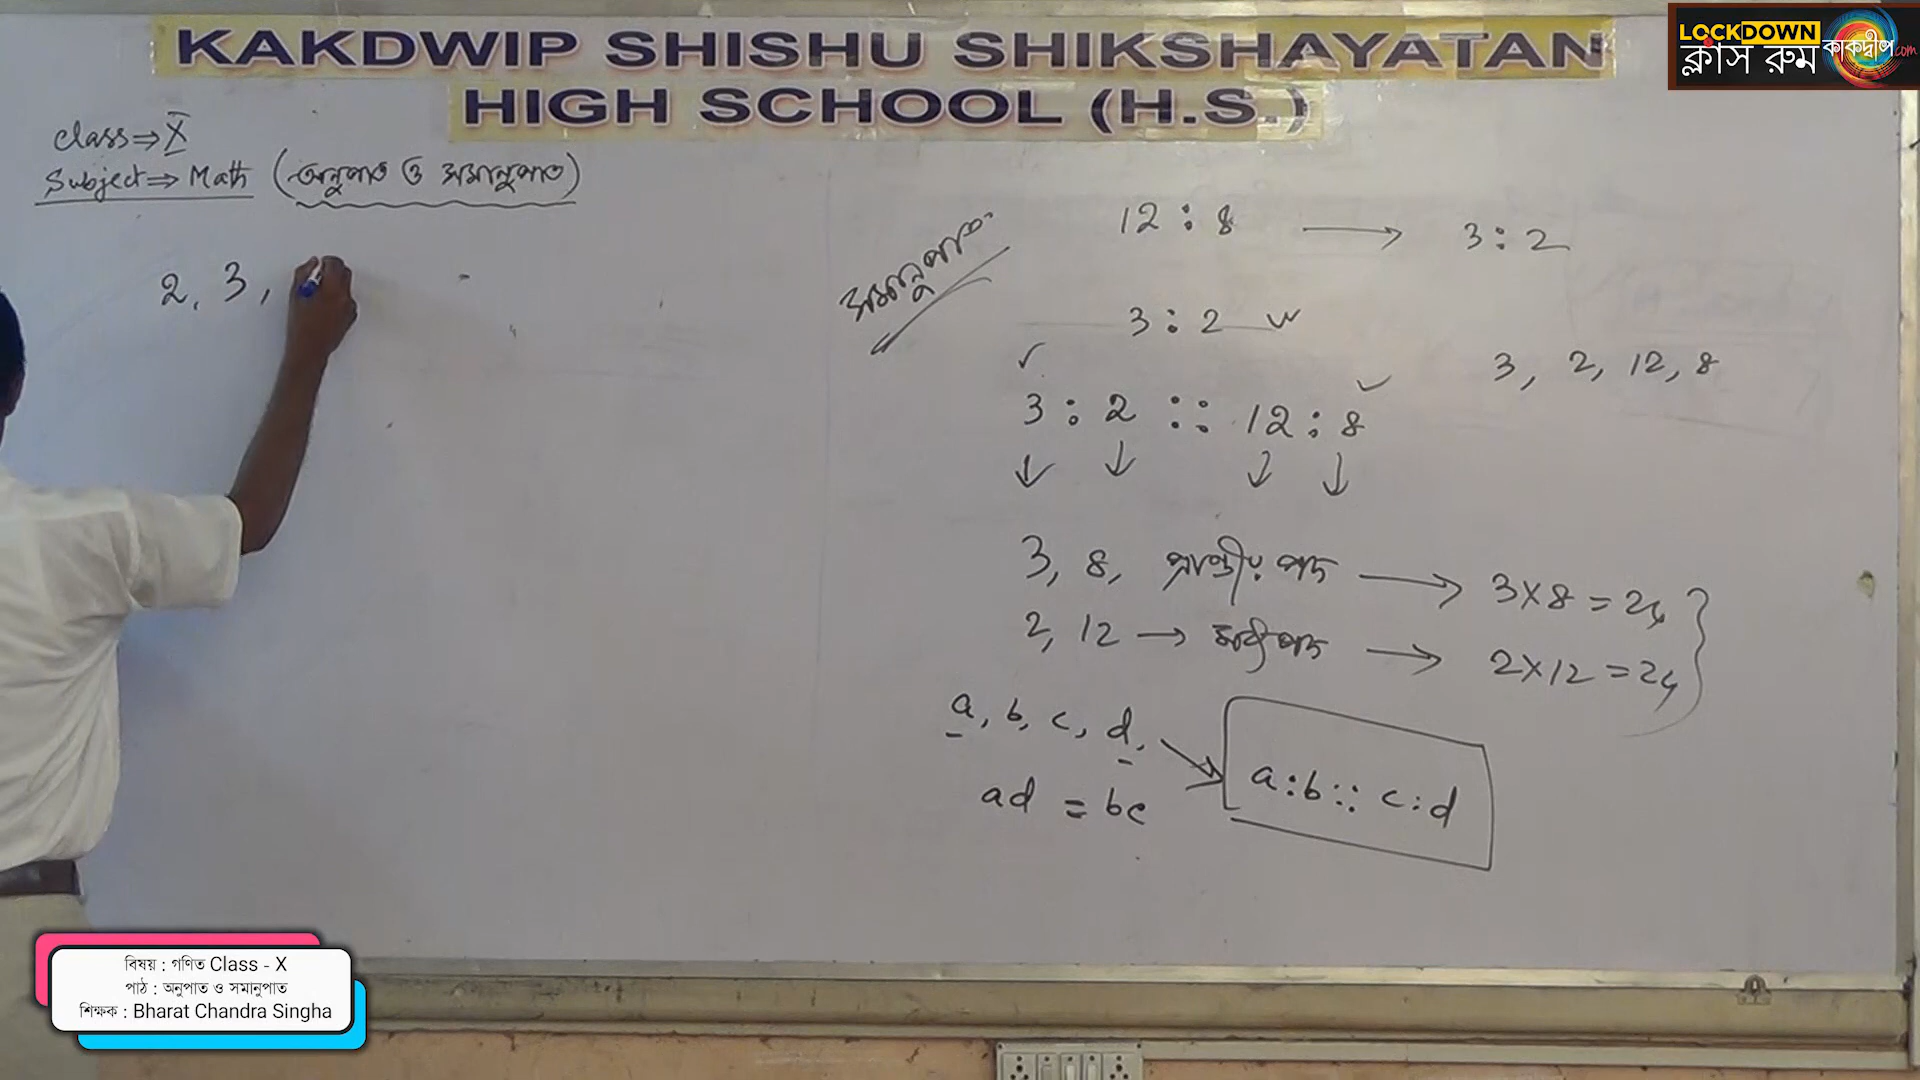 KAKDWIP SHISHU SHIKSHAYATAN
HIGH SCHOOL (H.S.)
LOCKDOWN
ক্লাস রুম
কাকদ্বীপ.com
Class ⇒ X
Subject ⇒ Math (অনুপাত ও সমানুপাত)
2, 3,
সমানুপাত
12 : 8 → 3 : 2
3 : 2
3, 2, 12, 8
3 : 2 :: 12 : 8
3, 8, প্রান্তীয় পদ → 3×8 = 24
2, 12 → মধ্যপদ → 2×12 = 24
a, b, c, d,
ad = bc
a:b :: c:d
বিষয় : গণিত Class - X
পাঠ : অনুপাত ও সমানুপাত
শিক্ষক : Bharat Chandra Singha